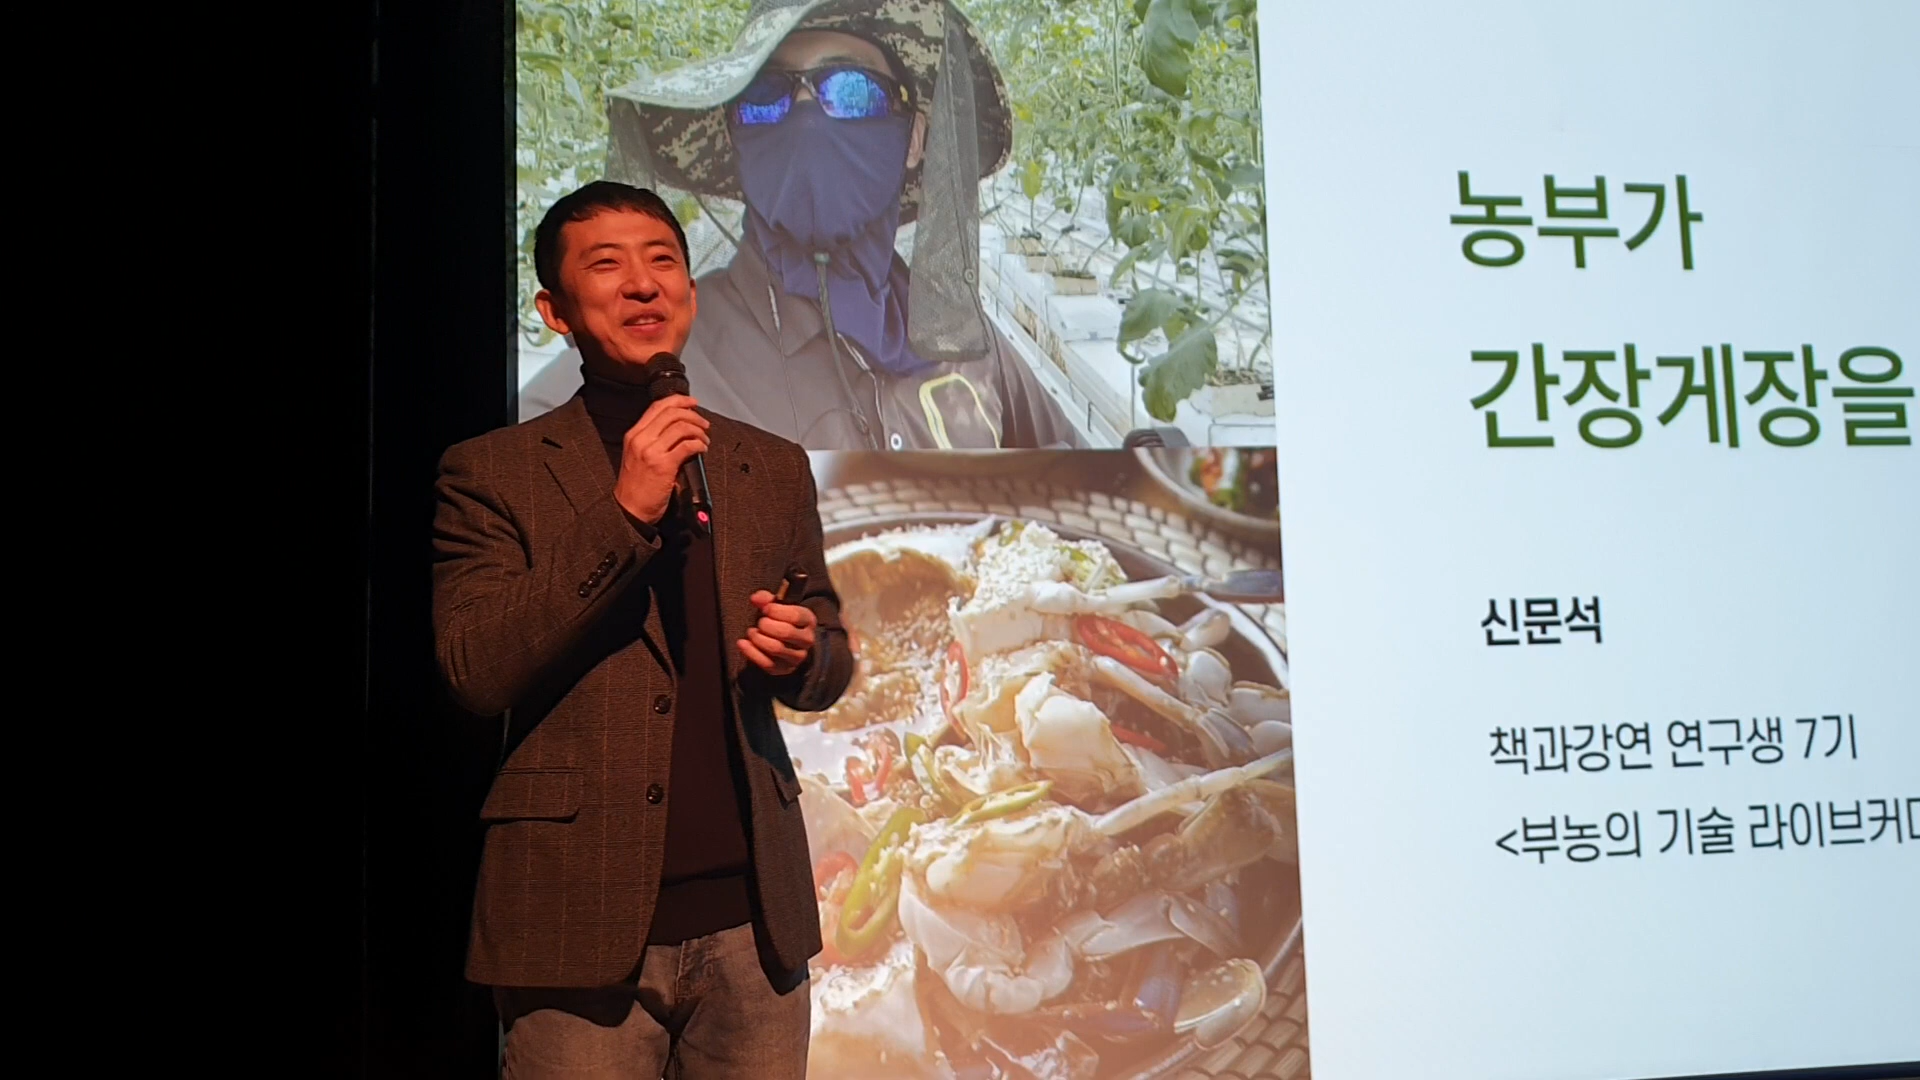 농부가
간장게장을
신문석
책과강연 연구생 7기
<부농의 기술 라이브커